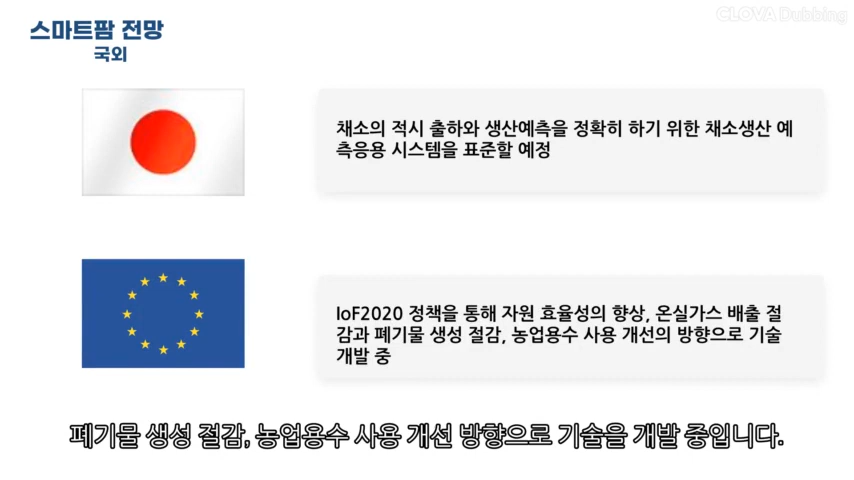 스마트팜 전망
국외
CLOVA Dubbing
채소의 적시 출하와 생산예측을 정확히 하기 위한 채소생산 예
측응용 시스템을 표준할 예정
IoF2020 정책을 통해 자원 효율성의 향상, 온실가스 배출 절
감과 폐기물 생성 절감, 농업용수 사용 개선의 방향으로 기술
개발 중
폐기물 생성 절감, 농업용수 사용 개선 방향으로 기술을 개발 중입니다.